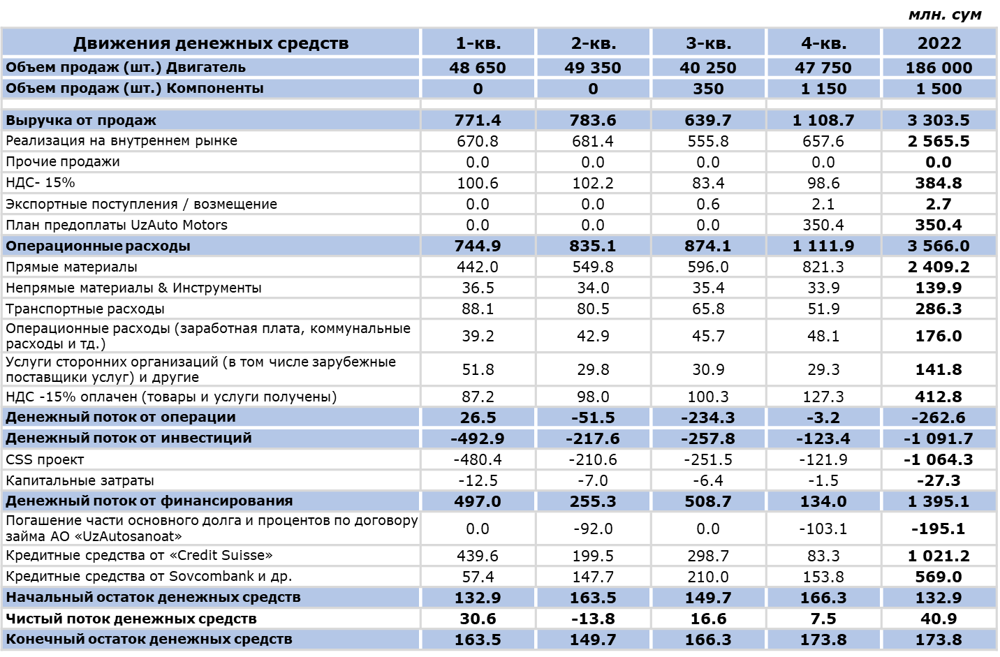 млн. сум
Движения денежных средств 1-кв. 2-кв. 3-кв. 4-кв. 2022
Объем продаж (шт.) Двигатель 48 650 49 350 40 250 47 750 186 000
Объем продаж (шт.) Компоненты 0 0 350 1 150 1 500
Выручка от продаж 771.4 783.6 639.7 1 108.7 3 303.5
Реализация на внутреннем рынке 670.8 681.4 555.8 657.6 2 565.5
Прочие продажи 0.0 0.0 0.0 0.0 0.0
НДС- 15% 100.6 102.2 83.4 98.6 384.8
Экспортные поступления / возмещение 0.0 0.0 0.6 2.1 2.7
План предоплаты UzAuto Motors 0.0 0.0 0.0 350.4 350.4
Операционные расходы 744.9 835.1 874.1 1 111.9 3 566.0
Прямые материалы 442.0 549.8 596.0 821.3 2 409.2
Непрямые материалы & Инструменты 36.5 34.0 35.4 33.9 139.9
Транспортные расходы 88.1 80.5 65.8 51.9 286.3
Операционные расходы (заработная плата, коммунальные
расходы и тд.) 39.2 42.9 45.7 48.1 176.0
Услуги сторонних организаций (в том числе зарубежные
поставщики услуг) и другие 51.8 29.8 30.9 29.3 141.8
НДС -15% оплачен (товары и услуги получены) 87.2 98.0 100.3 127.3 412.8
Денежный поток от операции 26.5 -51.5 -234.3 -3.2 -262.6
Денежный поток от инвестиций -492.9 -217.6 -257.8 -123.4 -1 091.7
CSS проект -480.4 -210.6 -251.5 -121.9 -1 064.3
Капитальные затраты -12.5 -7.0 -6.4 -1.5 -27.3
Денежный поток от финансирования 497.0 255.3 508.7 134.0 1 395.1
Погашение части основного долга и процентов по договору
займа АО «UzAutosanoat» 0.0 -92.0 0.0 -103.1 -195.1
Кредитные средства от «Credit Suisse» 439.6 199.5 298.7 83.3 1 021.2
Кредитные средства от Sovcombank и др. 57.4 147.7 210.0 153.8 569.0
Начальный остаток денежных средств 132.9 163.5 149.7 166.3 132.9
Чистый поток денежных средств 30.6 -13.8 16.6 7.5 40.9
Конечный остаток денежных средств 163.5 149.7 166.3 173.8 173.8